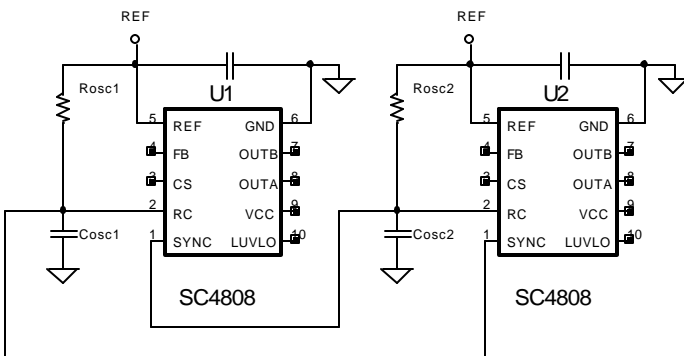 REF
REF
Rosc1
U1
Rosc2
U2
5 REF GND 6
5 REF GND 6
4 FB OUTB 7
4 FB OUTB 7
3 CS OUTA 8
3 CS OUTA 8
2 RC VCC 9
2 RC VCC 9
Cosc1
1 SYNC LUVLO 10
Cosc2
1 SYNC LUVLO 10
SC4808
SC4808